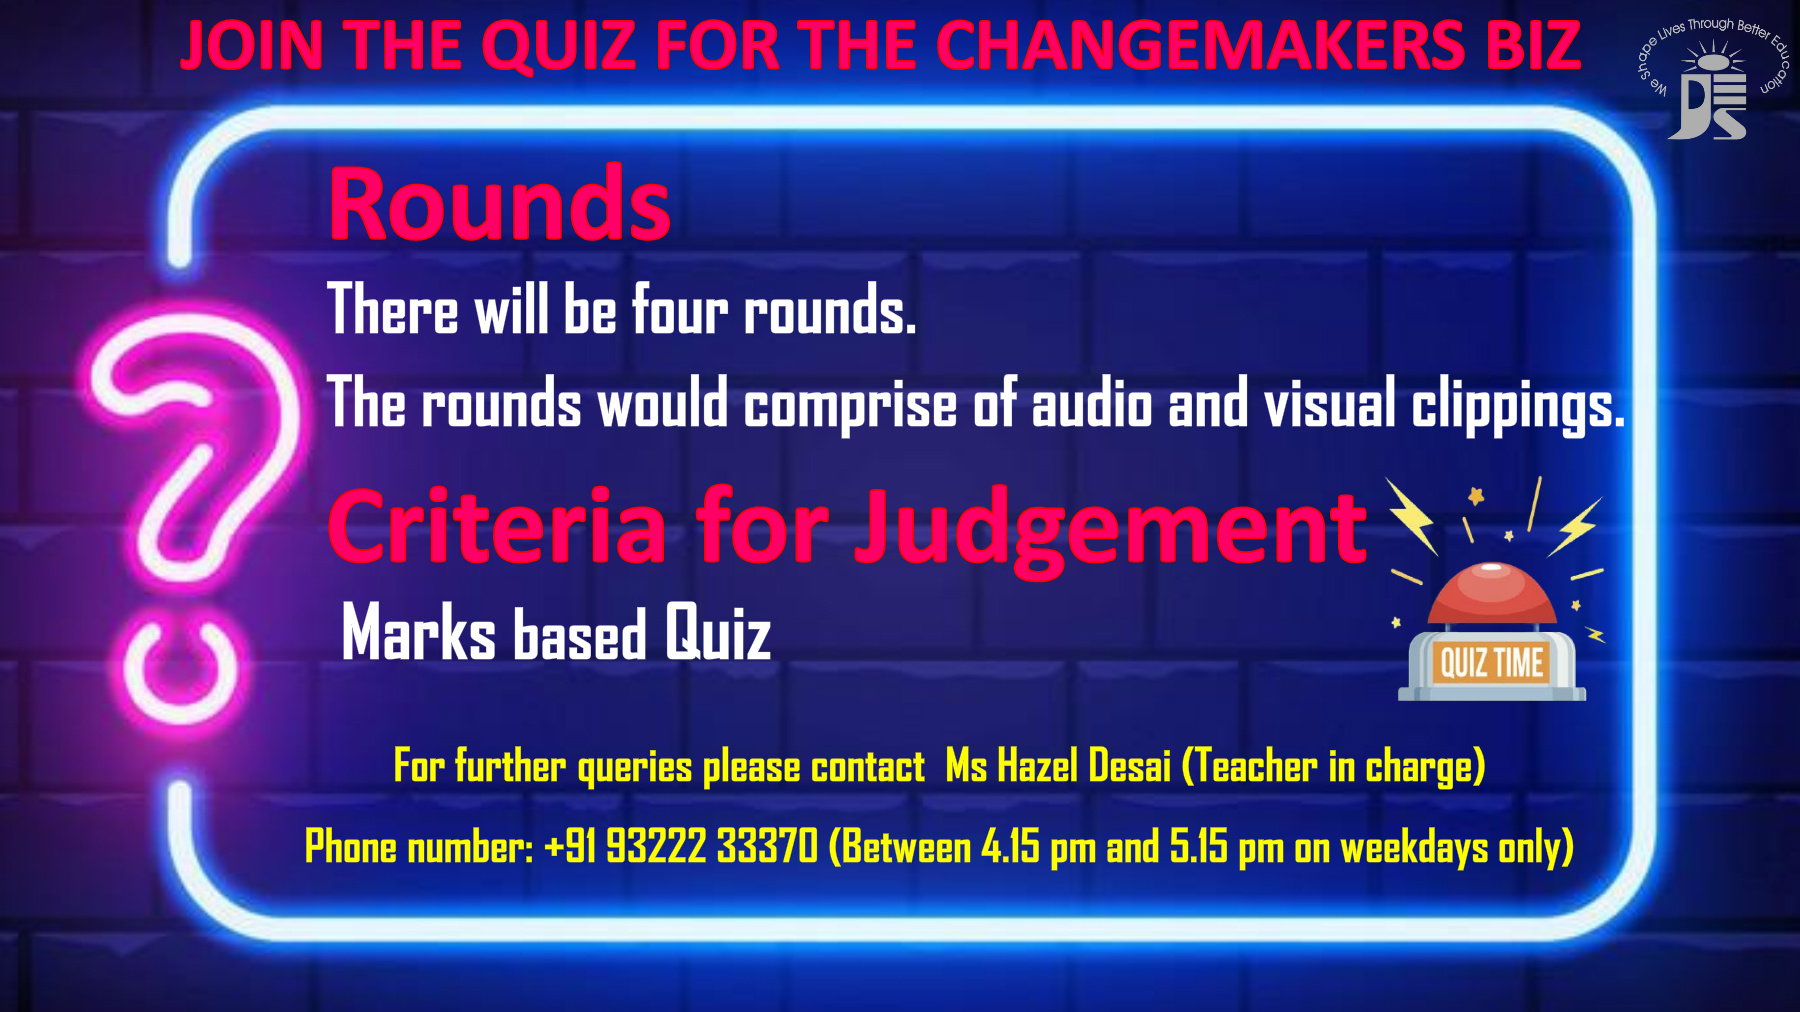 JOIN THE QUIZ FOR THE CHANGEMAKERS BIZ
We Shape Lives Through Better Education
JES
Rounds
There will be four rounds.
The rounds would comprise of audio and visual clippings.
Criteria for Judgement
Marks based Quiz
QUIZ TIME
For further queries please contact Ms Hazel Desai (Teacher in charge)
Phone number: +91 93222 33370 (Between 4.15 pm and 5.15 pm on weekdays only)